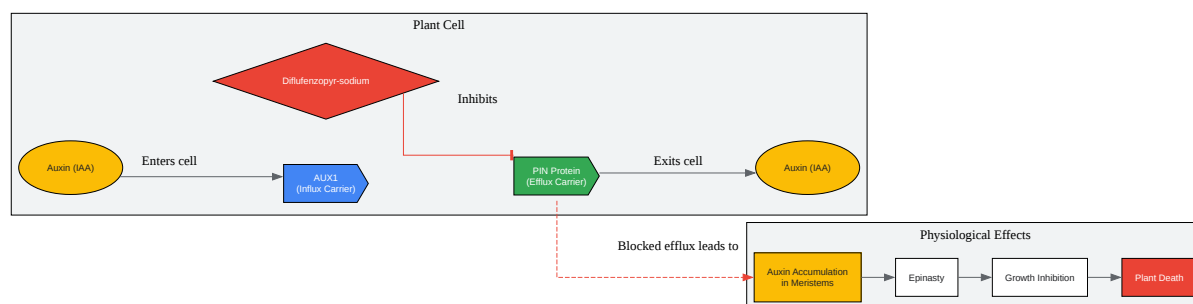 Plant Cell
Diflufenzopyr-sodium
Inhibits
Auxin (IAA)
Enters cell
AUX1
(Influx Carrier)
PIN Protein
(Efflux Carrier)
Exits cell
Auxin (IAA)
Blocked efflux leads to
Physiological Effects
Auxin Accumulation
in Meristems
Epinasty
Growth Inhibition
Plant Death